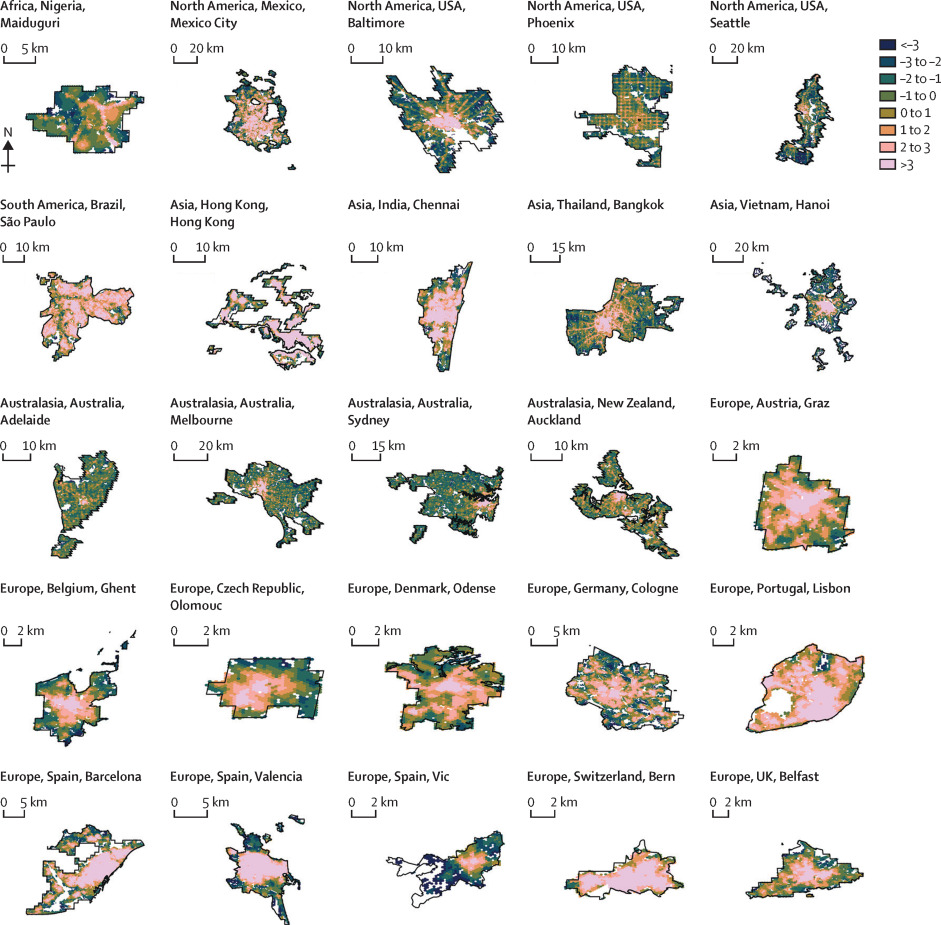 Africa, Nigeria,
Maiduguri
0 5 km
North America, Mexico,
Mexico City
0 20 km
North America, USA,
Baltimore
0 10 km
North America, USA,
Phoenix
0 10 km
North America, USA,
Seattle
0 20 km
<–3
–3 to –2
–2 to –1
–1 to 0
0 to 1
1 to 2
2 to 3
>3
N
South America, Brazil,
São Paulo
0 10 km
Asia, Hong Kong,
Hong Kong
0 10 km
Asia, India, Chennai
0 10 km
Asia, Thailand, Bangkok
0 15 km
Asia, Vietnam, Hanoi
0 20 km
Australasia, Australia,
Adelaide
0 10 km
Australasia, Australia,
Melbourne
0 20 km
Australasia, Australia,
Sydney
0 15 km
Australasia, New Zealand,
Auckland
0 10 km
Europe, Austria, Graz
0 2 km
Europe, Belgium, Ghent
0 2 km
Europe, Czech Republic,
Olomouc
0 2 km
Europe, Denmark, Odense
0 2 km
Europe, Germany, Cologne
0 5 km
Europe, Portugal, Lisbon
0 2 km
Europe, Spain, Barcelona
0 5 km
Europe, Spain, Valencia
0 5 km
Europe, Spain, Vic
0 2 km
Europe, Switzerland, Bern
0 2 km
Europe, UK, Belfast
0 2 km